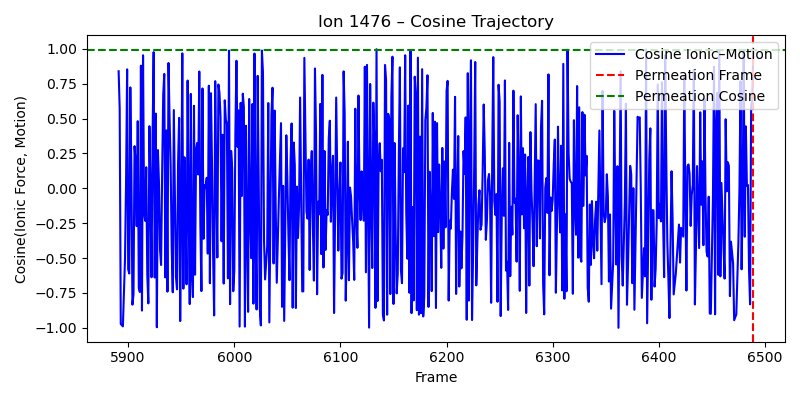 Ion 1476 – Cosine Trajectory
Cosine(Ionic Force, Motion)
1.00
0.75
0.50
0.25
0.00
−0.25
−0.50
−0.75
−1.00
Cosine Ionic–Motion
Permeation Frame
Permeation Cosine
5900
6000
6100
6200
6300
6400
6500
Frame